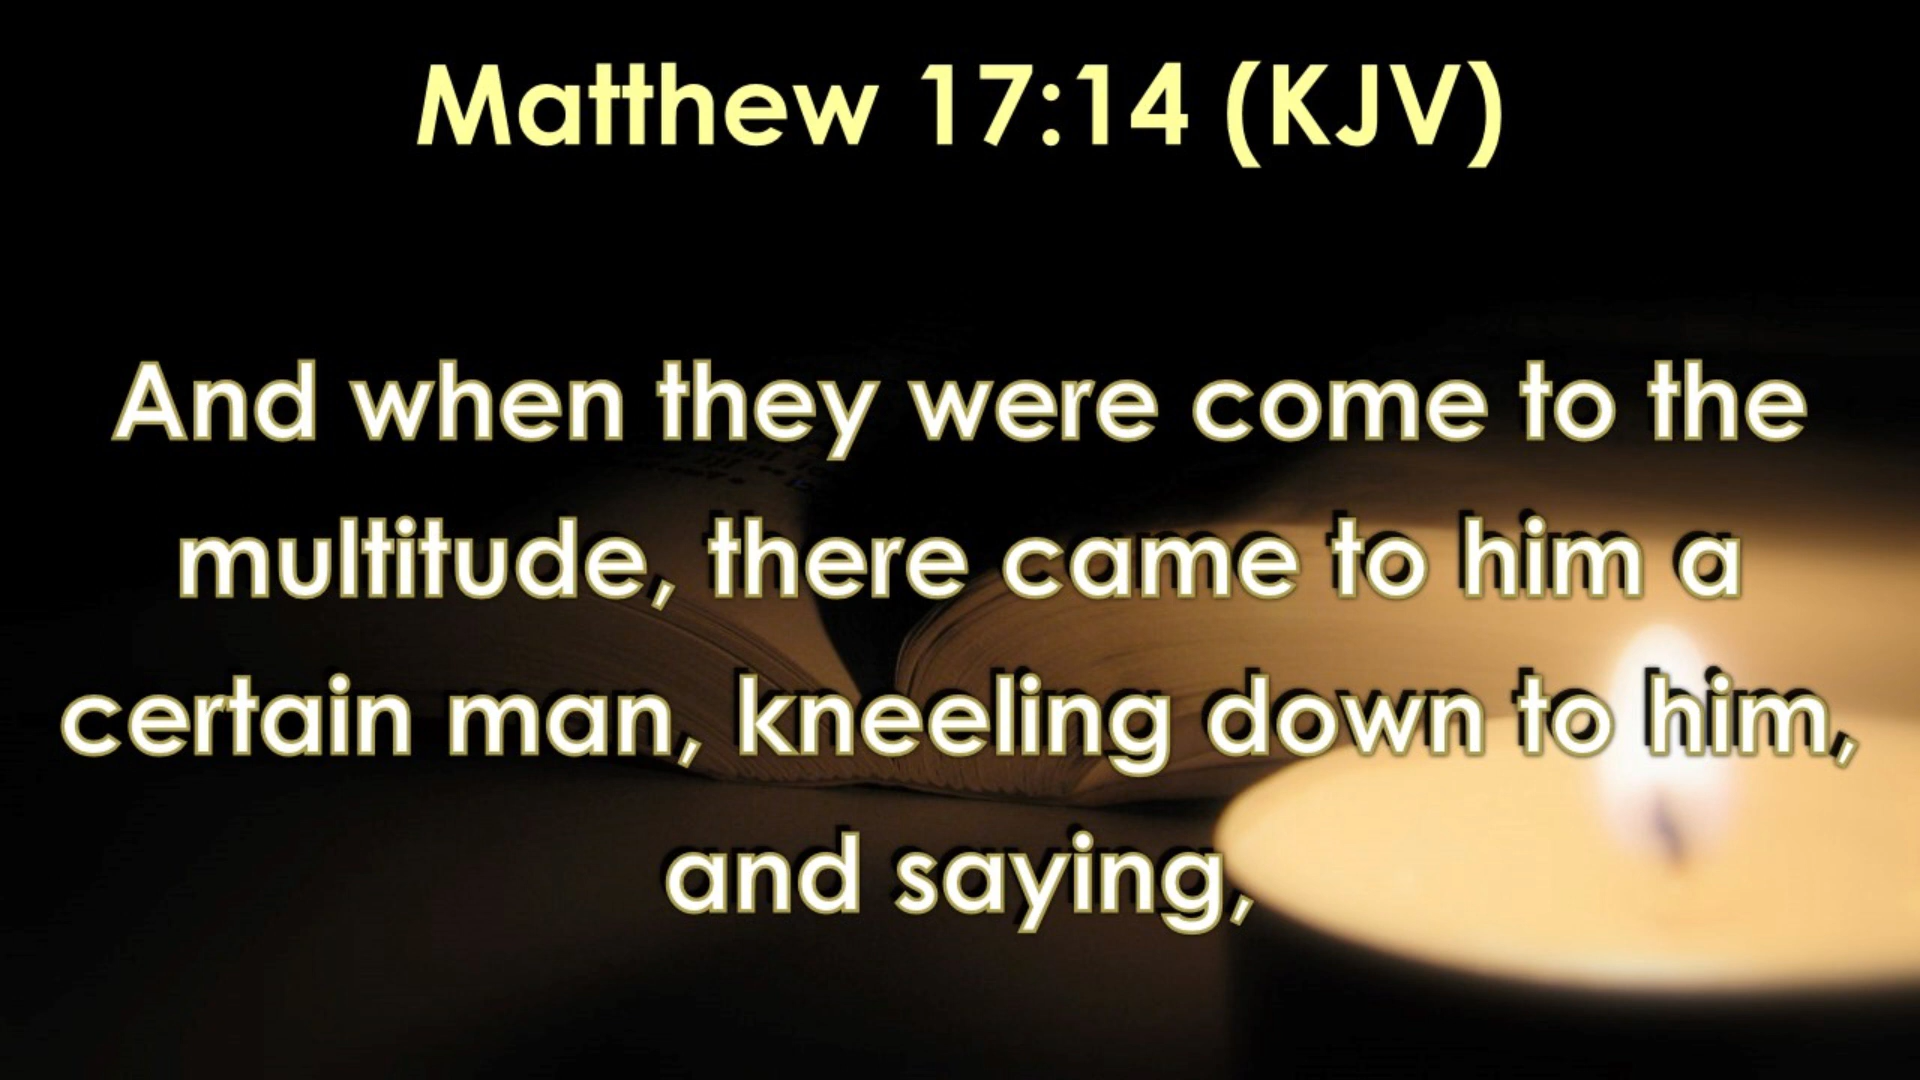 Matthew 17:14 (KJV)
And when they were come to the
multitude, there came to him a
certain man, kneeling down to him,
and saying,